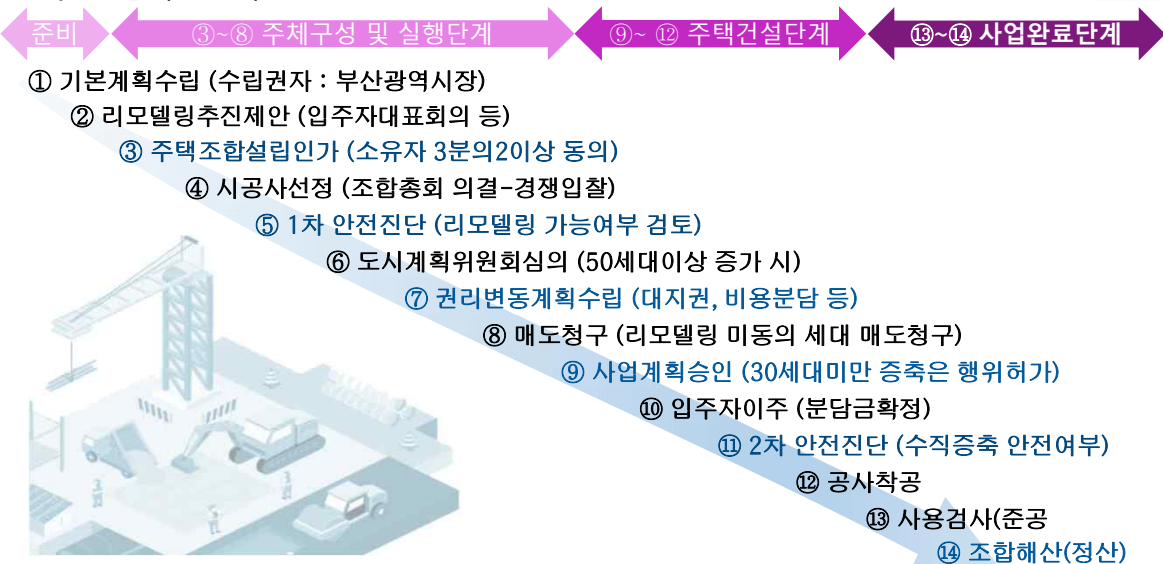 준비
③~⑧ 주체구성 및 실행단계
⑨~ ⑫ 주택건설단계
⑬~⑭ 사업완료단계
① 기본계획수립 (수립권자 : 부산광역시장)
② 리모델링추진제안 (입주자대표회의 등)
③ 주택조합설립인가 (소유자 3분의2이상 동의)
④ 시공사선정 (조합총회 의결-경쟁입찰)
⑤ 1차 안전진단 (리모델링 가능여부 검토)
⑥ 도시계획위원회심의 (50세대이상 증가 시)
⑦ 권리변동계획수립 (대지권, 비용분담 등)
⑧ 매도청구 (리모델링 미동의 세대 매도청구)
⑨ 사업계획승인 (30세대미만 증축은 행위허가)
⑩ 입주자이주 (분담금확정)
⑪ 2차 안전진단 (수직증축 안전여부)
⑫ 공사착공
⑬ 사용검사(준공
⑭ 조합해산(정산)